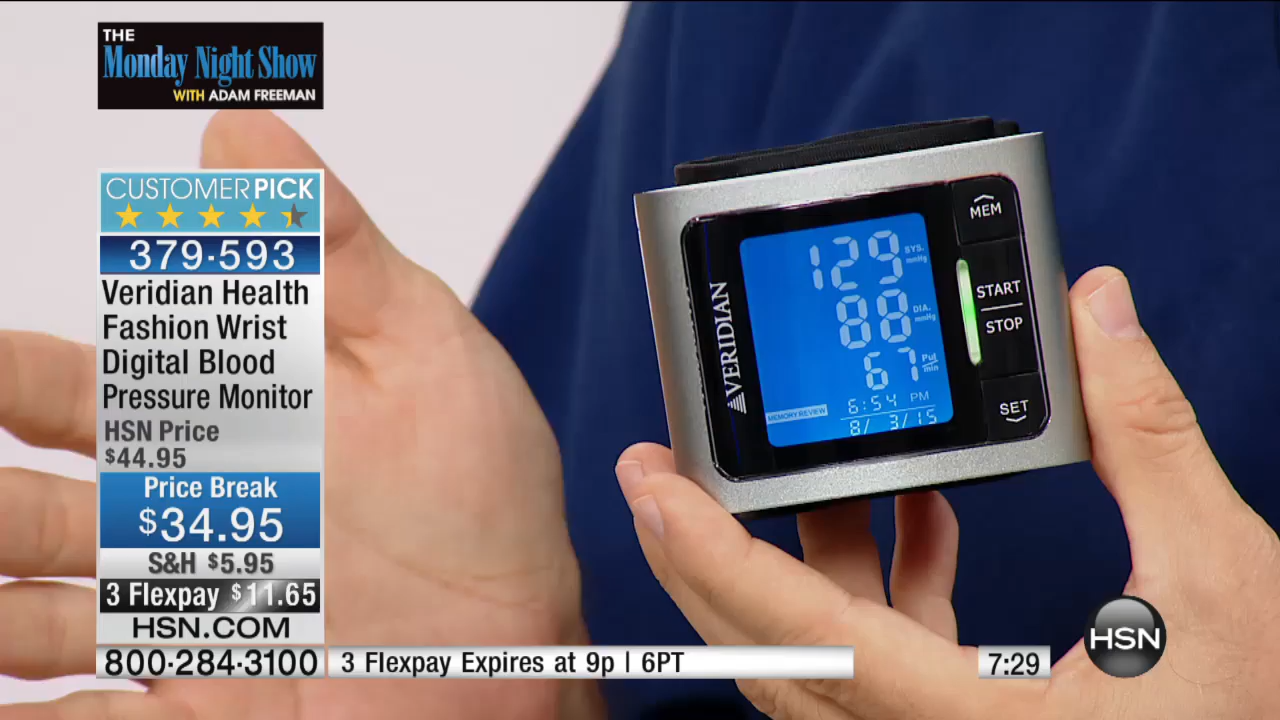 THE
Monday Night Show
WITH ADAM FREEMAN
CUSTOMER PICK
379-593
Veridian Health
Fashion Wrist
Digital Blood
Pressure Monitor
HSN Price
$44.95
Price Break
$34.95
S&H $5.95
3 Flexpay $11.65
HSN.COM
800-284-3100
3 Flexpay Expires at 9p | 6PT
7:29
HSN
VERIDIAN
129 SYS. mmHg
88 DIA. mmHg
67 Pul/min
MEMORY REVIEW
6:54 PM
8/ 3/15
MEM
START
STOP
SET